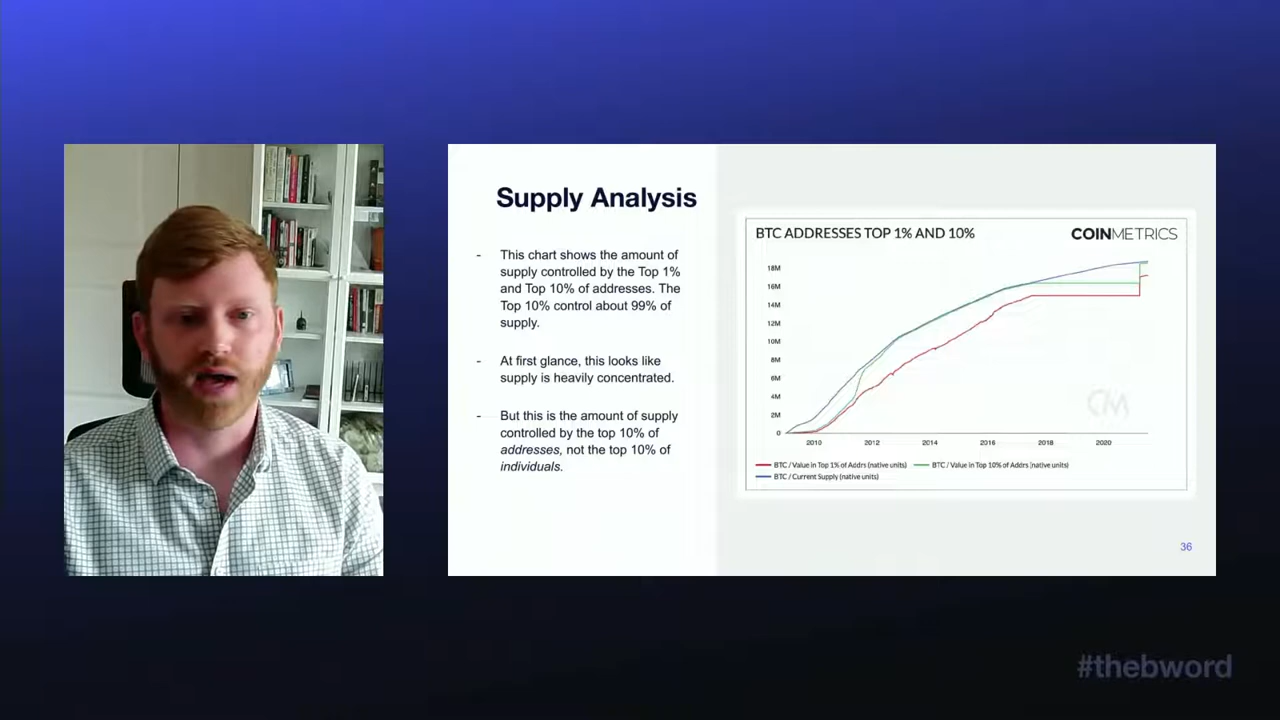 Supply Analysis
- This chart shows the amount of
supply controlled by the Top 1%
and Top 10% of addresses. The
Top 10% control about 99% of
supply.
- At first glance, this looks like
supply is heavily concentrated.
- But this is the amount of supply
controlled by the top 10% of
addresses, not the top 10% of
individuals.
BTC ADDRESSES TOP 1% AND 10%
COINMETRICS
18M
16M
14M
12M
10M
8M
6M
4M
2M
0
2010 2012 2014 2016 2018 2020
CM
BTC / Value in Top 1% of Addrs (native units) BTC / Value in Top 10% of Addrs (native units)
BTC / Current Supply (native units)
36
#thebword